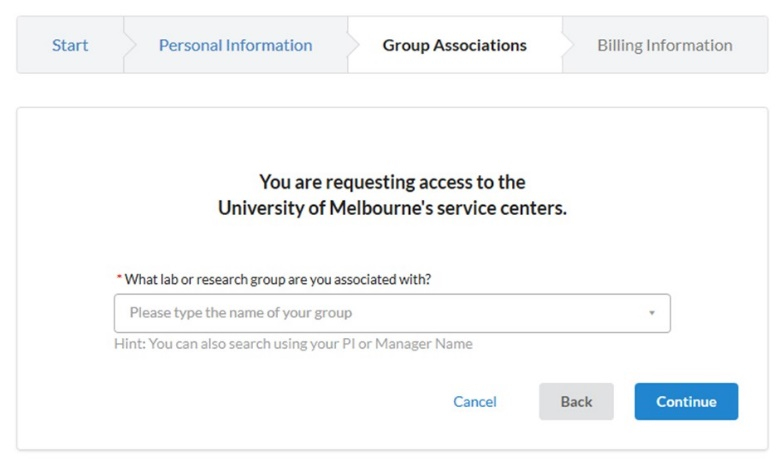 Start Personal Information Group Associations Billing Information
You are requesting access to the
University of Melbourne's service centers.
* What lab or research group are you associated with?
Please type the name of your group
Hint: You can also search using your PI or Manager Name
Cancel Back Continue